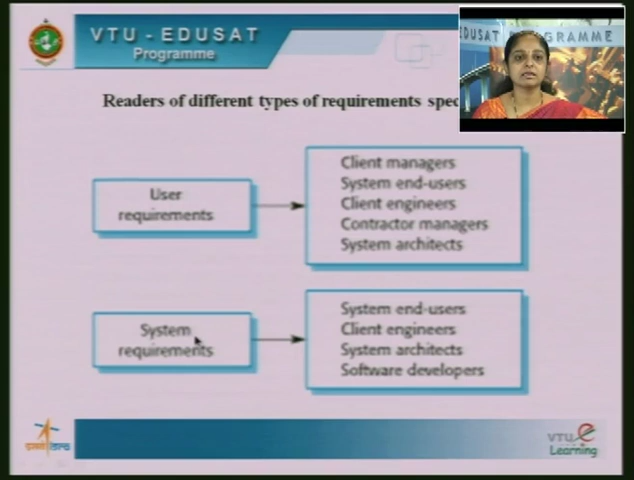 VTU - EDUSAT
Programme
EDUSAT PROGRAMME
Readers of different types of requirements
User
requirements
Client managers
System end-users
Client engineers
Contractor managers
System architects
System
requirements
System end-users
Client engineers
System architects
Software developers
VTU e
Learning